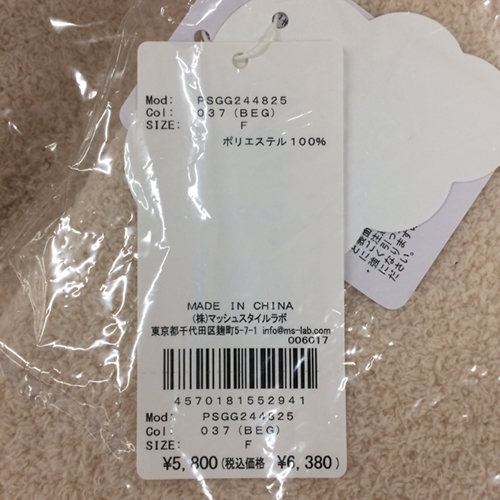 Mod: PSGG244825
Col: 037 (BEG)
SIZE: F
ポリエステル100%
MADE IN CHINA
(株)マッシュスタイルラボ
東京都千代田区麹町5-7-1 info@ms-lab.com
006017
4570181552941
Mod: PSGG244825
Col: 037 (BEG)
SIZE: F
¥5,800(税込価格 ¥6,380)